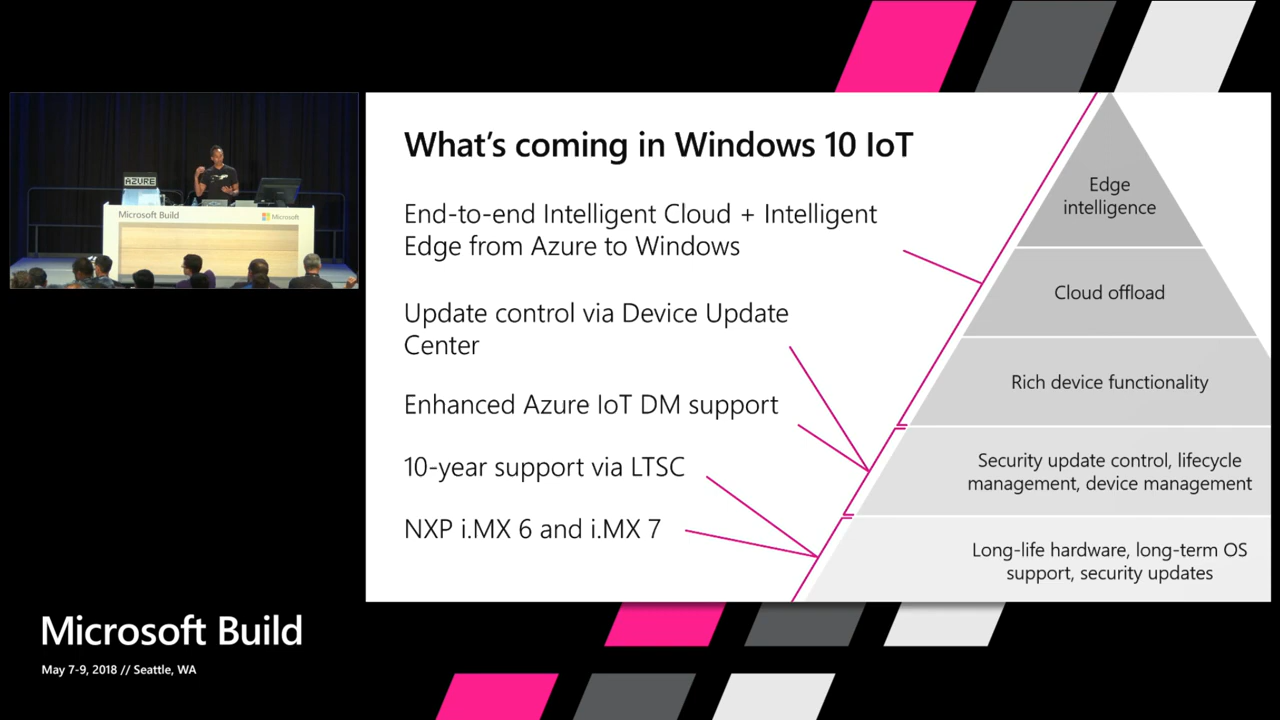 AZURE
Microsoft Build
Microsoft
What's coming in Windows 10 IoT
End-to-end Intelligent Cloud + Intelligent
Edge from Azure to Windows
Update control via Device Update
Center
Enhanced Azure IoT DM support
10-year support via LTSC
NXP i.MX 6 and i.MX 7
Edge
intelligence
Cloud offload
Rich device functionality
Security update control, lifecycle
management, device management
Long-life hardware, long-term OS
support, security updates
Microsoft Build
May 7-9, 2018 // Seattle, WA